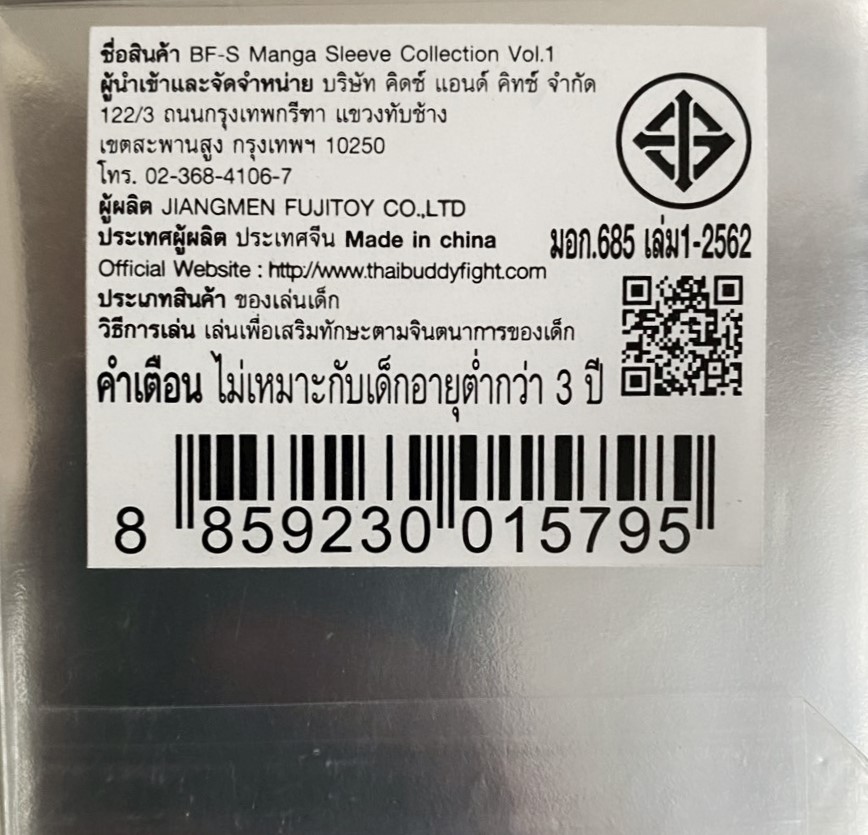 ชื่อสินค้า BF-S Manga Sleeve Collection Vol.1
ผู้นำเข้าและจัดจำหน่าย บริษัท คิดซ์ แอนด์ คิทซ์ จำกัด
122/3 ถนนกรุงเทพกรีฑา แขวงทับช้าง
เขตสะพานสูง กรุงเทพฯ 10250
โทร. 02-368-4106-7
ผู้ผลิต JIANGMEN FUJITOY CO.,LTD
ประเทศผู้ผลิต ประเทศจีน Made in china
มอก.685 เล่ม1-2562
Official Website : http://www.thaibuddyfight.com
ประเภทสินค้า ของเล่นเด็ก
วิธีการเล่น เล่นเพื่อเสริมทักษะตามจินตนาการของเด็ก
คำเตือน ไม่เหมาะกับเด็กอายุต่ำกว่า 3 ปี
8 859230 015795